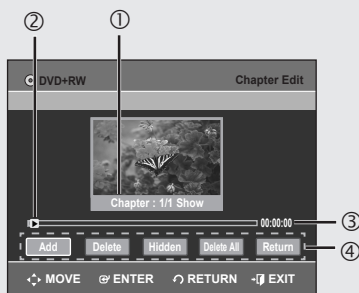 ② ①
DVD+RW Chapter Edit
Chapter : 1/1 Show
00:00:00 ③
Add Delete Hidden Delete All Return ④
MOVE ENTER RETURN EXIT